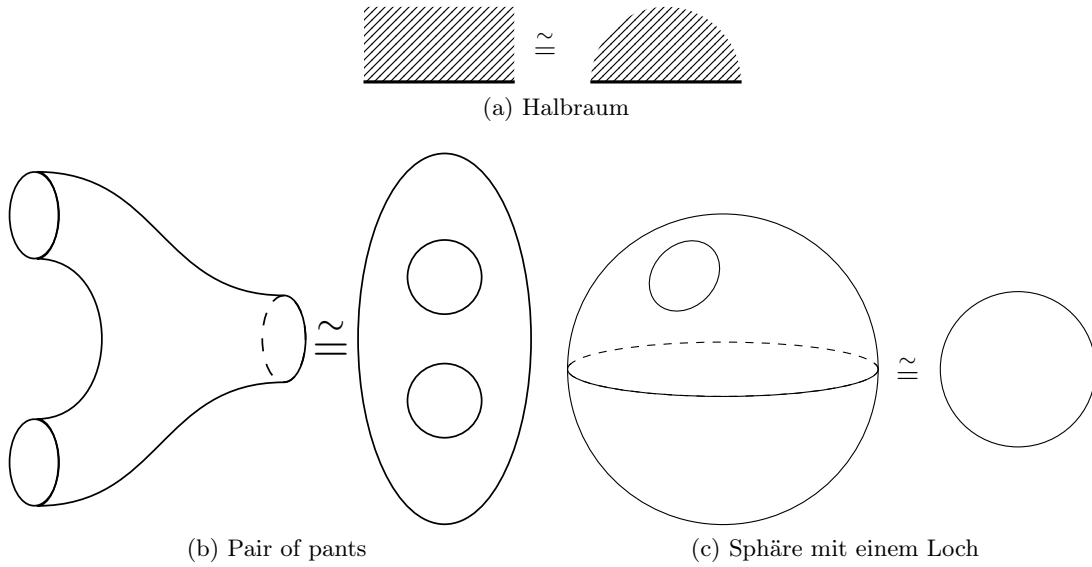 ≅
(a) Halbraum
≅
≅
(b) Pair of pants
(c) Sphäre mit einem Loch